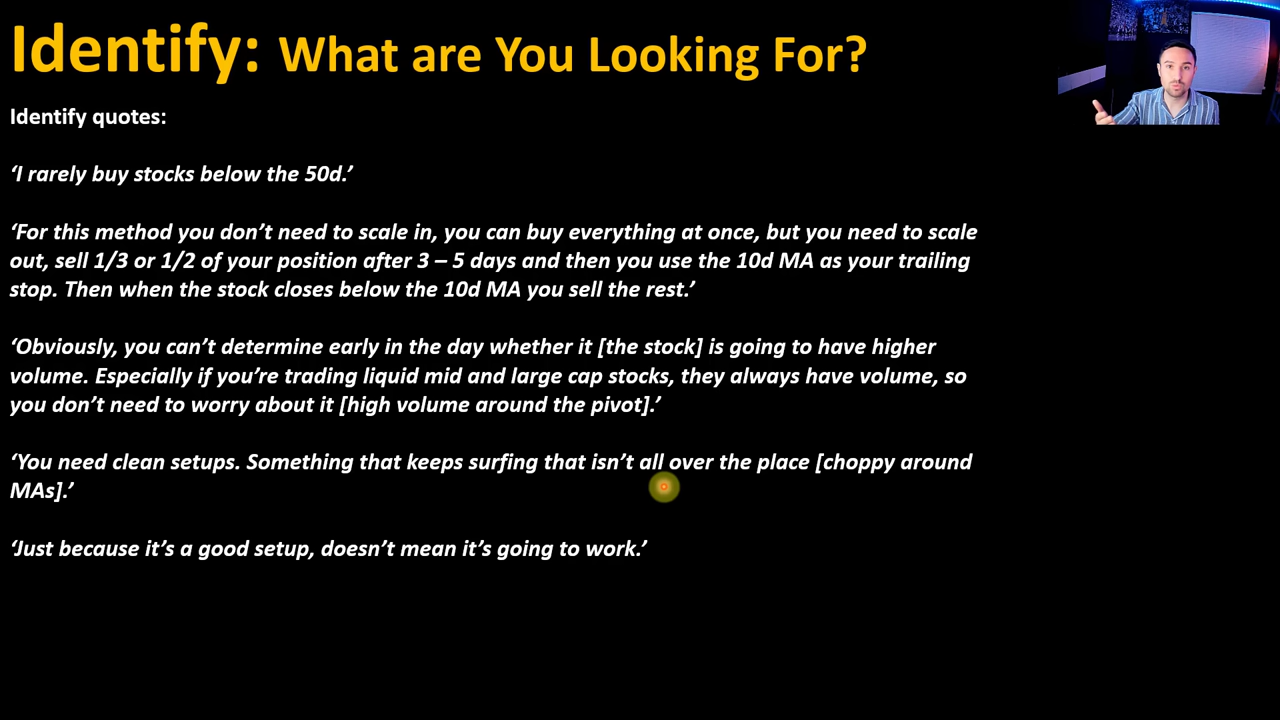 Identify: What are You Looking For?
Identify quotes:
‘I rarely buy stocks below the 50d.’
‘For this method you don’t need to scale in, you can buy everything at once, but you need to scale
out, sell 1/3 or 1/2 of your position after 3 – 5 days and then you use the 10d MA as your trailing
stop. Then when the stock closes below the 10d MA you sell the rest.’
‘Obviously, you can’t determine early in the day whether it [the stock] is going to have higher
volume. Especially if you’re trading liquid mid and large cap stocks, they always have volume, so
you don’t need to worry about it [high volume around the pivot].’
‘You need clean setups. Something that keeps surfing that isn’t all over the place [choppy around
MAs].’
‘Just because it’s a good setup, doesn’t mean it’s going to work.’